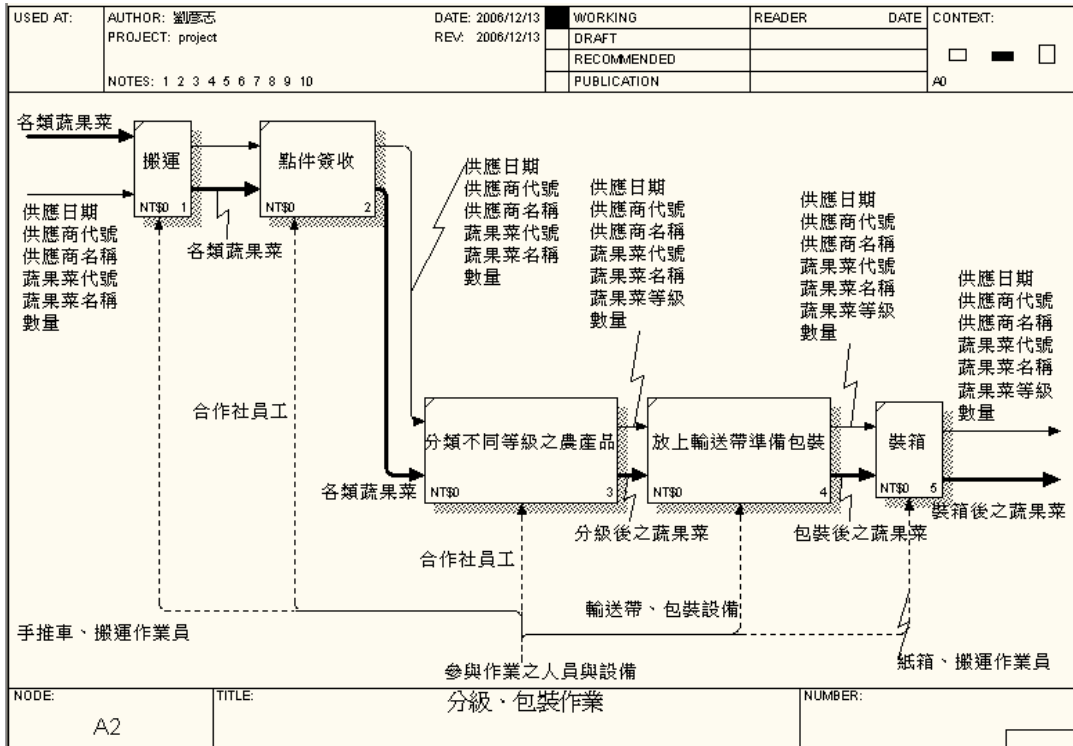 USED AT:
AUTHOR: 劉彥志
DATE: 2006/12/13
WORKING
READER
DATE
CONTEXT:
PROJECT: project
REV: 2006/12/13
DRAFT
RECOMMENDED
NOTES: 1 2 3 4 5 6 7 8 9 10
PUBLICATION
A0
各類蔬果菜
搬運
NT$0 1
點件簽收
NT$0 2
供應日期
供應商代號
供應商名稱
蔬果菜代號
蔬果菜名稱
數量
各類蔬果菜
供應日期
供應商代號
供應商名稱
蔬果菜代號
蔬果菜名稱
數量
供應日期
供應商代號
供應商名稱
蔬果菜代號
蔬果菜名稱
蔬果菜等級
數量
供應日期
供應商代號
供應商名稱
蔬果菜代號
蔬果菜名稱
蔬果菜等級
數量
供應日期
供應商代號
供應商名稱
蔬果菜代號
蔬果菜名稱
蔬果菜等級
數量
合作社員工
各類蔬果菜
分類不同等級之農產品
NT$0 3
放上輸送帶準備包裝
NT$0 4
裝箱
NT$0 5
分級後之蔬果菜
包裝後之蔬果菜
裝箱後之蔬果菜
合作社員工
輸送帶、包裝設備
手推車、搬運作業員
參與作業之人員與設備
紙箱、搬運作業員
NODE:
A2
TITLE:
分級、包裝作業
NUMBER: